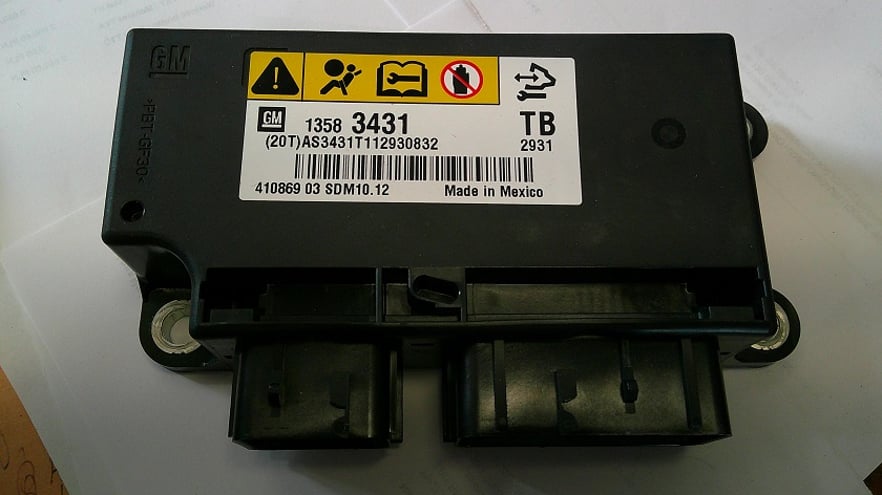 GM
>PBT-GF30<
GM 1358 3431 TB
(20T)AS3431T112930832 2931
410869 03 SDM10.12 Made in Mexico